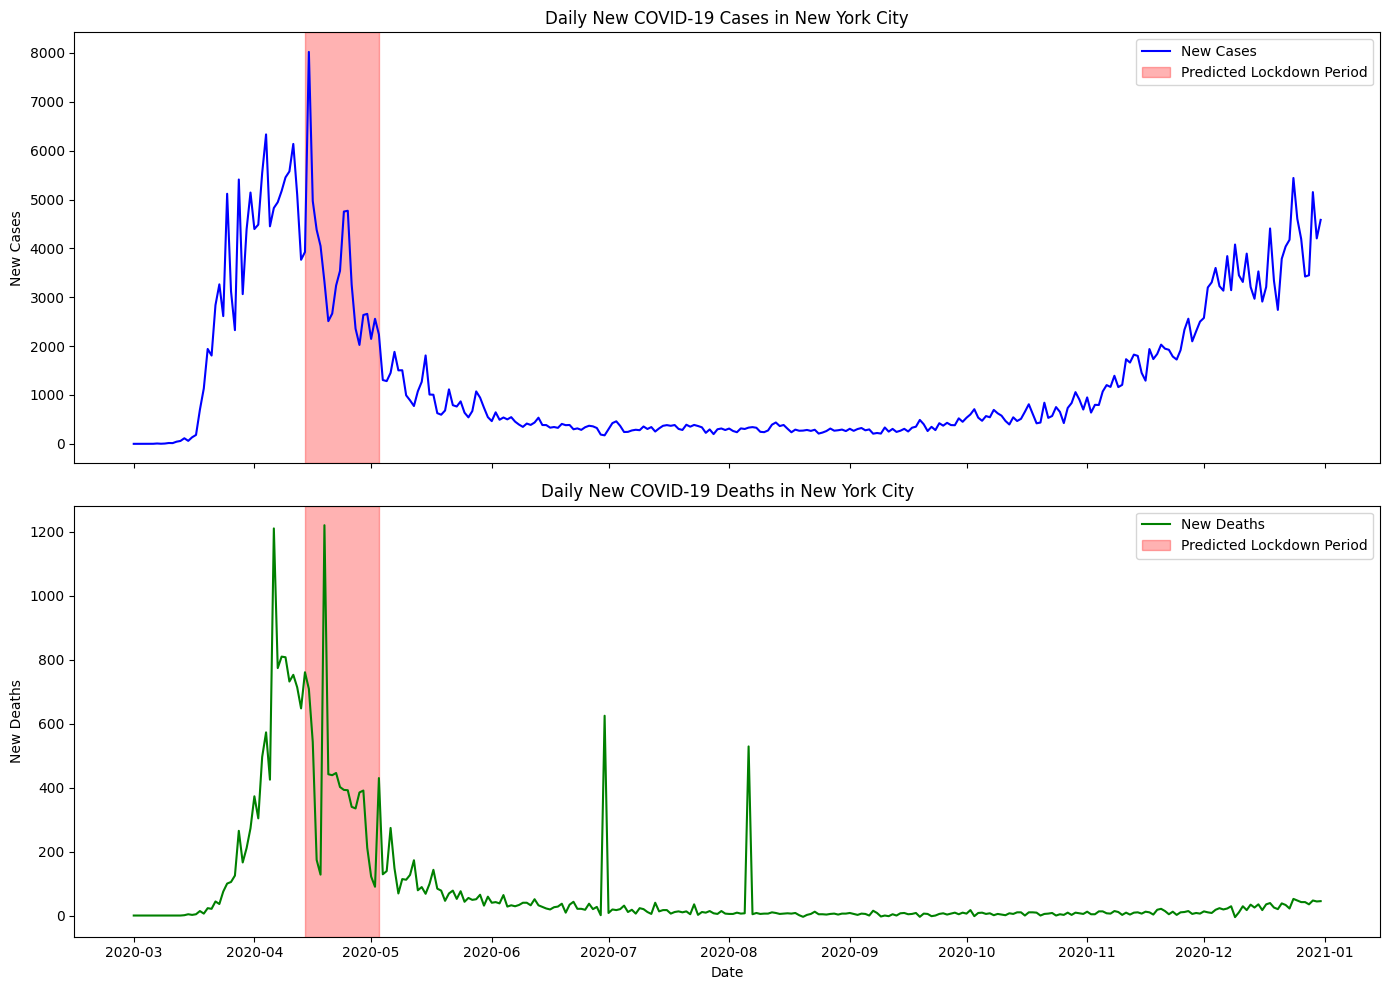 Daily New COVID-19 Cases in New York City
New Cases
Predicted Lockdown Period
New Cases
8000
7000
6000
5000
4000
3000
2000
1000
0
Daily New COVID-19 Deaths in New York City
New Deaths
Predicted Lockdown Period
New Deaths
1200
1000
800
600
400
200
0
2020-03 2020-04 2020-05 2020-06 2020-07 2020-08 2020-09 2020-10 2020-11 2020-12 2021-01
Date